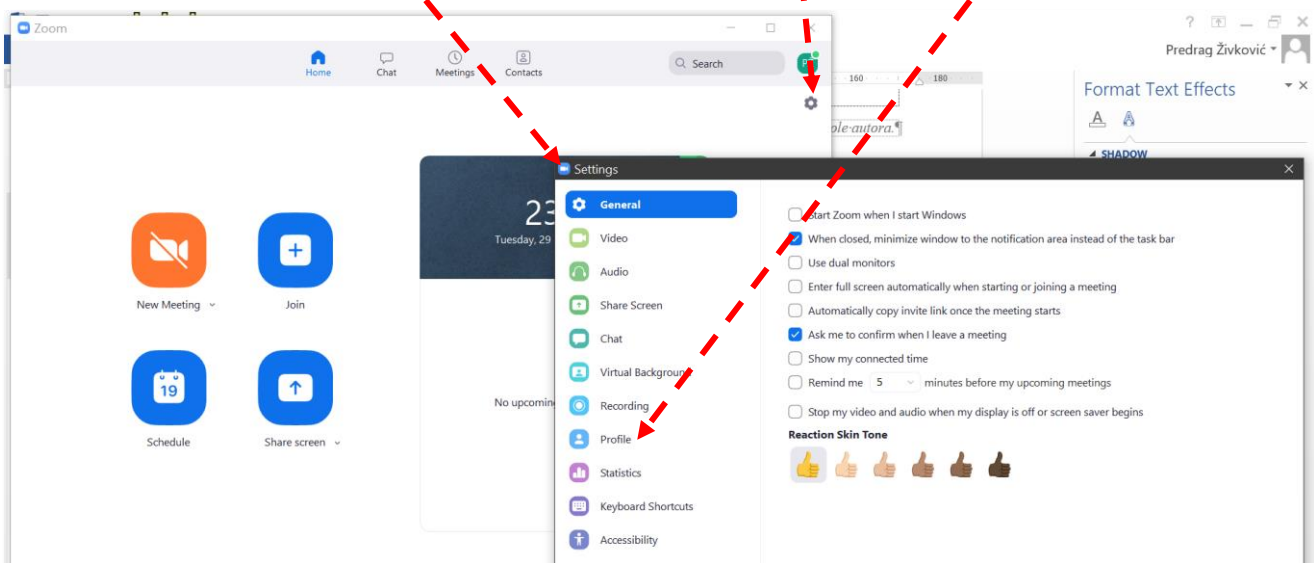 Zoom
Home
Chat
Meetings
Contacts
Search
Predrag Živković
160
180
Format Text Effects
ole·autora.¶
SHADOW
23
Tuesday, 29
New Meeting
Join
19
Schedule
Share screen
Settings
General
Video
Audio
Share Screen
Chat
Virtual Background
Recording
Profile
Statistics
Keyboard Shortcuts
Accessibility
Start Zoom when I start Windows
When closed, minimize window to the notification area instead of the task bar
Use dual monitors
Enter full screen automatically when starting or joining a meeting
Automatically copy invite link once the meeting starts
Ask me to confirm when I leave a meeting
Show my connected time
Remind me 5 minutes before my upcoming meetings
Stop my video and audio when my display is off or screen saver begins
Reaction Skin Tone
No upcomin